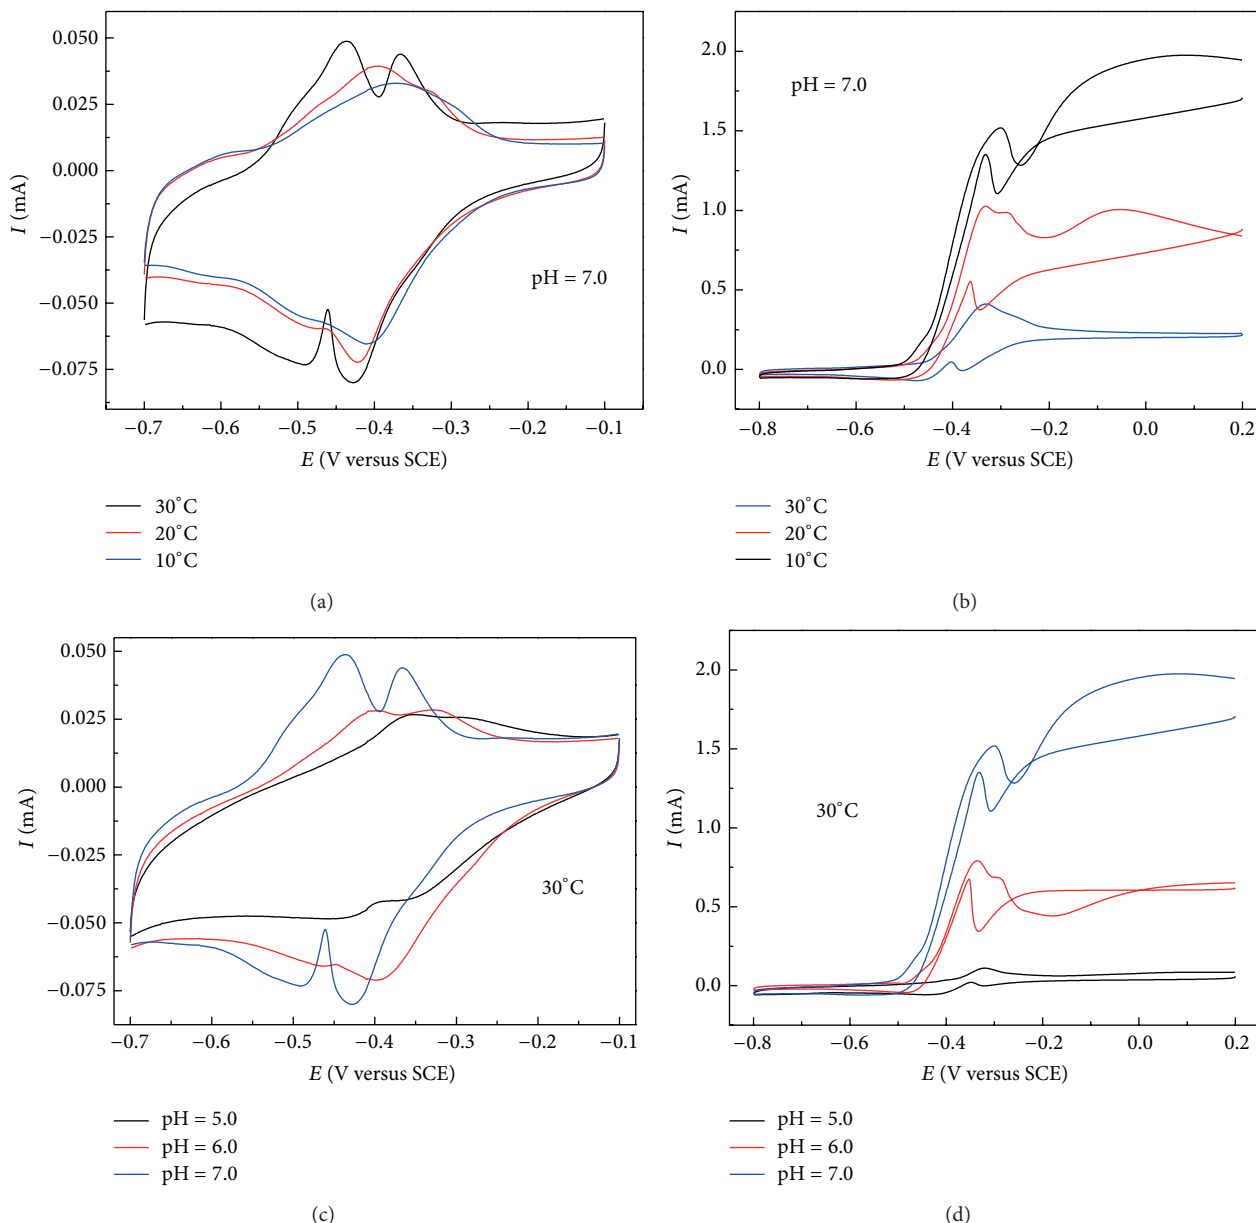 0.050
0.025
0.000
−0.025
−0.050
−0.075
I (mA)
pH = 7.0
−0.7 −0.6 −0.5 −0.4 −0.3 −0.2 −0.1
E (V versus SCE)
30°C
20°C
10°C
(a)
2.0
1.5
1.0
0.5
0.0
I (mA)
pH = 7.0
−0.8 −0.6 −0.4 −0.2 0.0 0.2
E (V versus SCE)
30°C
20°C
10°C
(b)
0.050
0.025
0.000
−0.025
−0.050
−0.075
I (mA)
30°C
−0.7 −0.6 −0.5 −0.4 −0.3 −0.2 −0.1
E (V versus SCE)
pH = 5.0
pH = 6.0
pH = 7.0
(c)
2.0
1.5
1.0
0.5
0.0
I (mA)
30°C
−0.8 −0.6 −0.4 −0.2 0.0 0.2
E (V versus SCE)
pH = 5.0
pH = 6.0
pH = 7.0
(d)